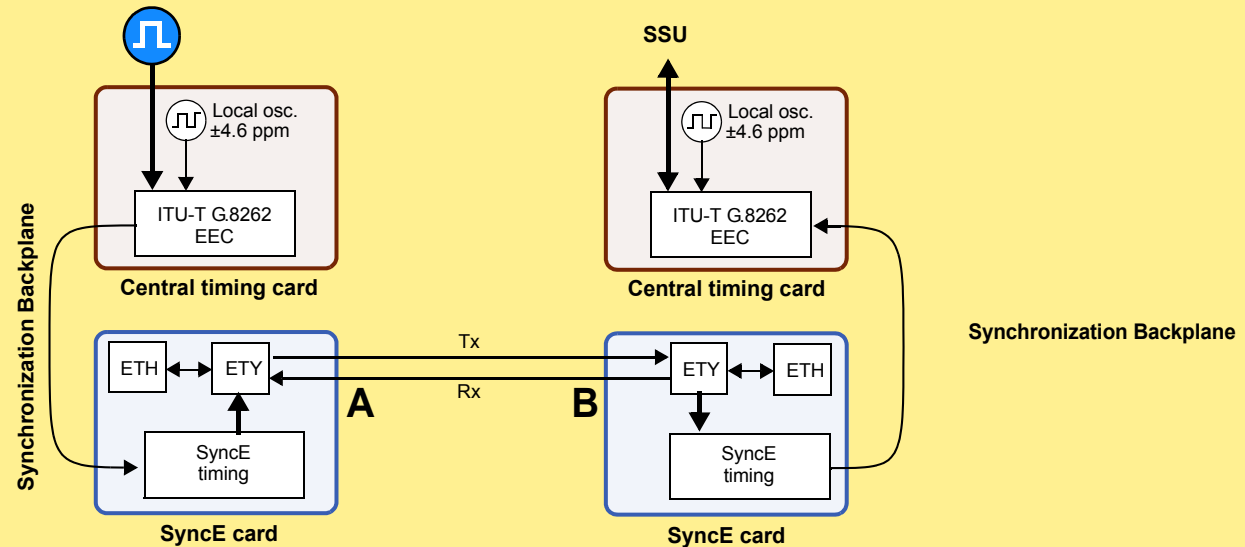 SSU
Local osc.
±4.6 ppm
ITU-T G.8262
EEC
Central timing card
Local osc.
±4.6 ppm
ITU-T G.8262
EEC
Central timing card
Synchronization Backplane
Synchronization Backplane
ETH
ETY
SyncE
timing
SyncE card
Tx
Rx
A
B
ETY
ETH
SyncE
timing
SyncE card